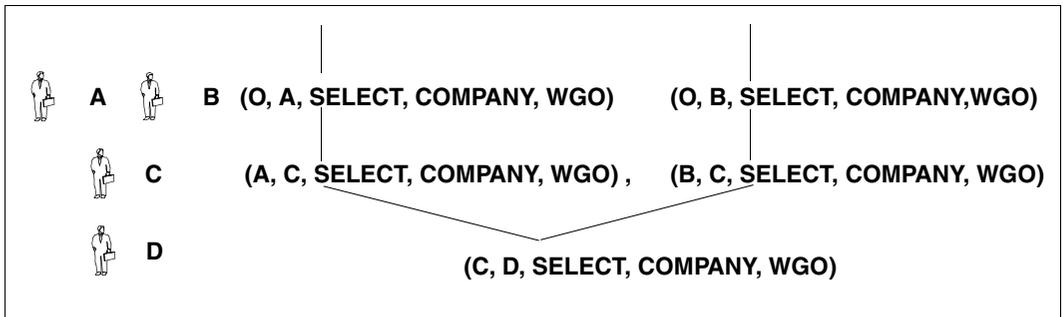 A B (O, A, SELECT, COMPANY, WGO) (O, B, SELECT, COMPANY,WGO)
C (A, C, SELECT, COMPANY, WGO) , (B, C, SELECT, COMPANY, WGO)
D (C, D, SELECT, COMPANY, WGO)